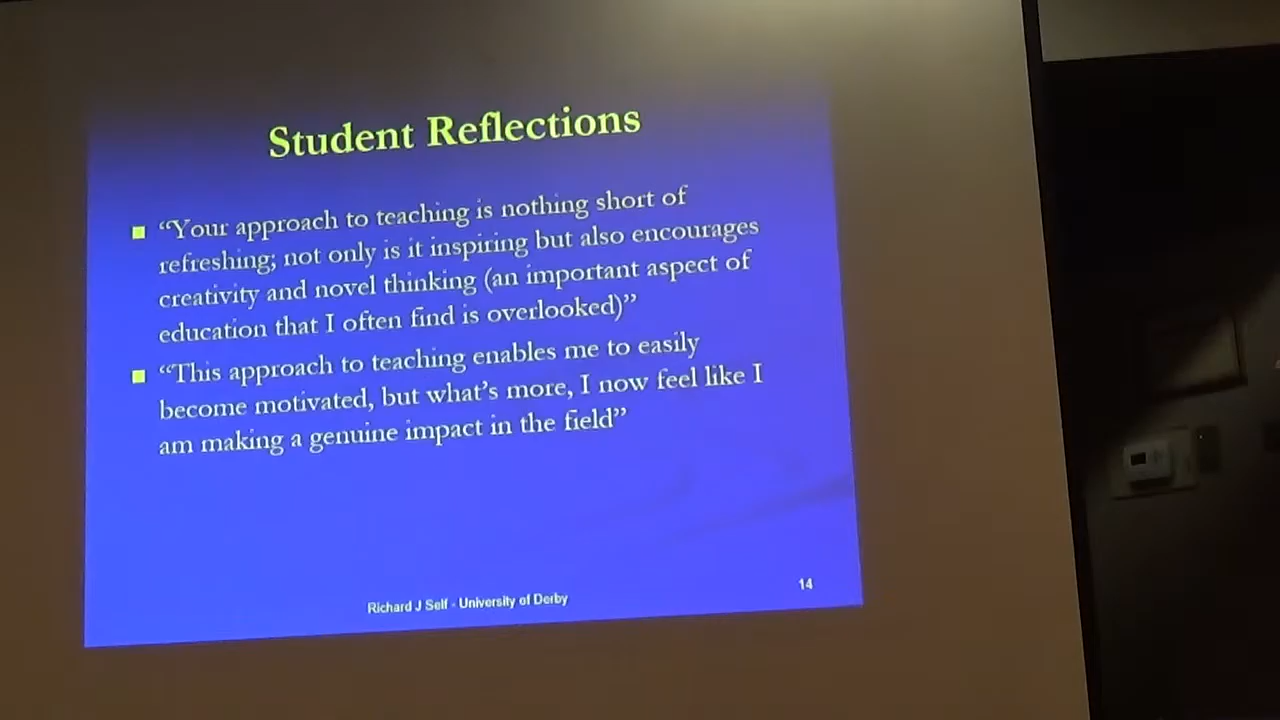 Student Reflections
“Your approach to teaching is nothing short of
refreshing; not only is it inspiring but also encourages
creativity and novel thinking (an important aspect of
education that I often find is overlooked)”
“This approach to teaching enables me to easily
become motivated, but what’s more, I now feel like I
am making a genuine impact in the field”
Richard J Self - University of Derby
14